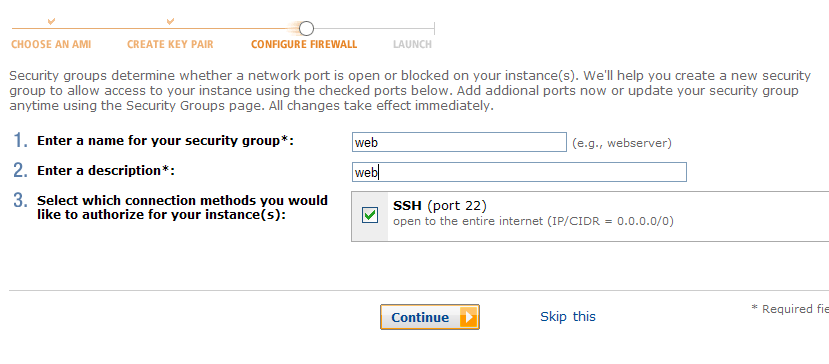 CHOOSE AN AMI CREATE KEY PAIR CONFIGURE FIREWALL LAUNCH
Security groups determine whether a network port is open or blocked on your instance(s). We'll help you create a new security
group to allow access to your instance using the checked ports below. Add addional ports now or update your security group
anytime using the Security Groups page. All changes take effect immediately.
1. Enter a name for your security group*: web (e.g., webserver)
2. Enter a description*: web
3. Select which connection methods you would
like to authorize for your instance(s):
SSH (port 22)
open to the entire internet (IP/CIDR = 0.0.0.0/0)
Continue Skip this * Required fie